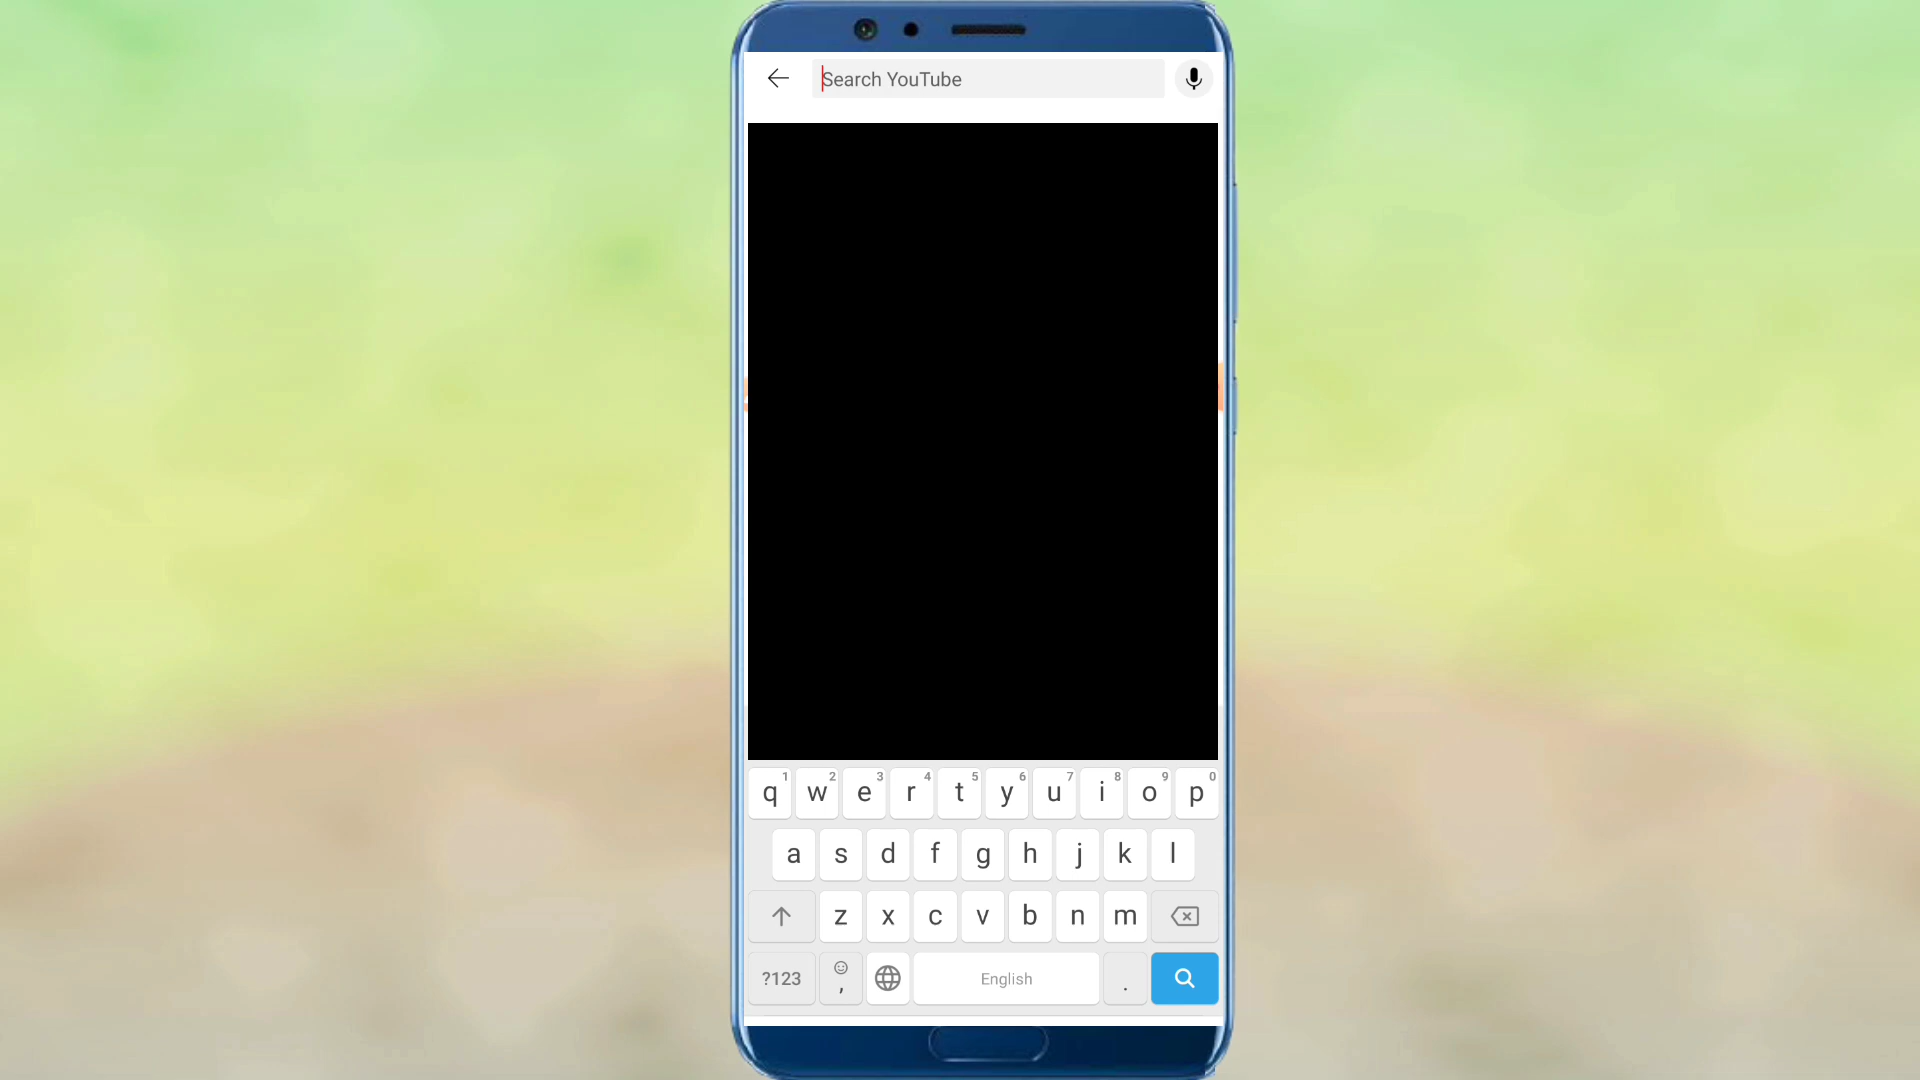 Search YouTube
1 2 3 4 5 6 7 8 9 0
q w e r t y u i o p
a s d f g h j k l
z x c v b n m
?123 , English .